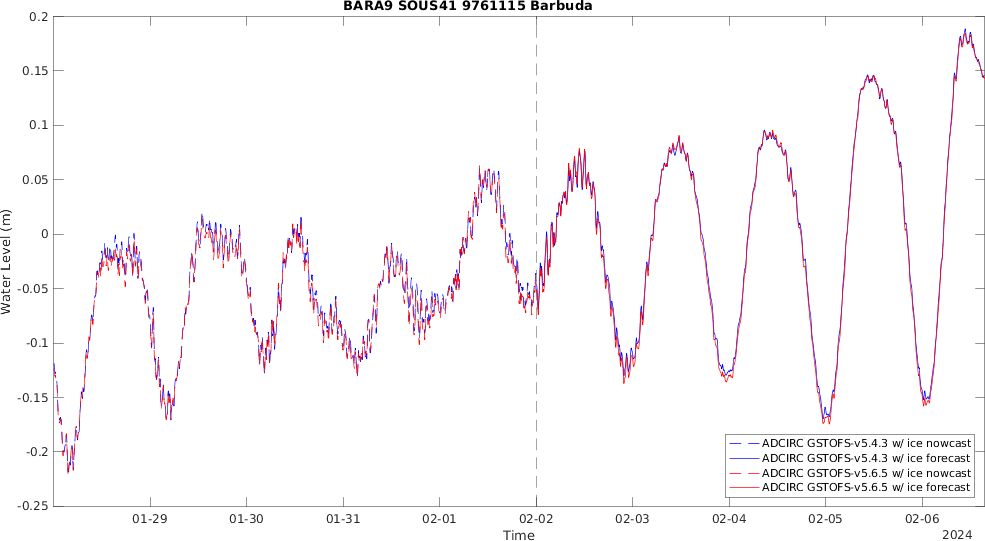 BARA9 SOUS41 9761115 Barbuda
0.2
0.15
0.1
0.05
0
-0.05
-0.1
-0.15
-0.2
-0.25
Water Level (m)
ADCIRC GSTOFS-v5.4.3 w/ ice nowcast
ADCIRC GSTOFS-v5.4.3 w/ ice forecast
ADCIRC GSTOFS-v5.6.5 w/ ice nowcast
ADCIRC GSTOFS-v5.6.5 w/ ice forecast
01-29 01-30 01-31 02-01 02-02 02-03 02-04 02-05 02-06
Time
2024